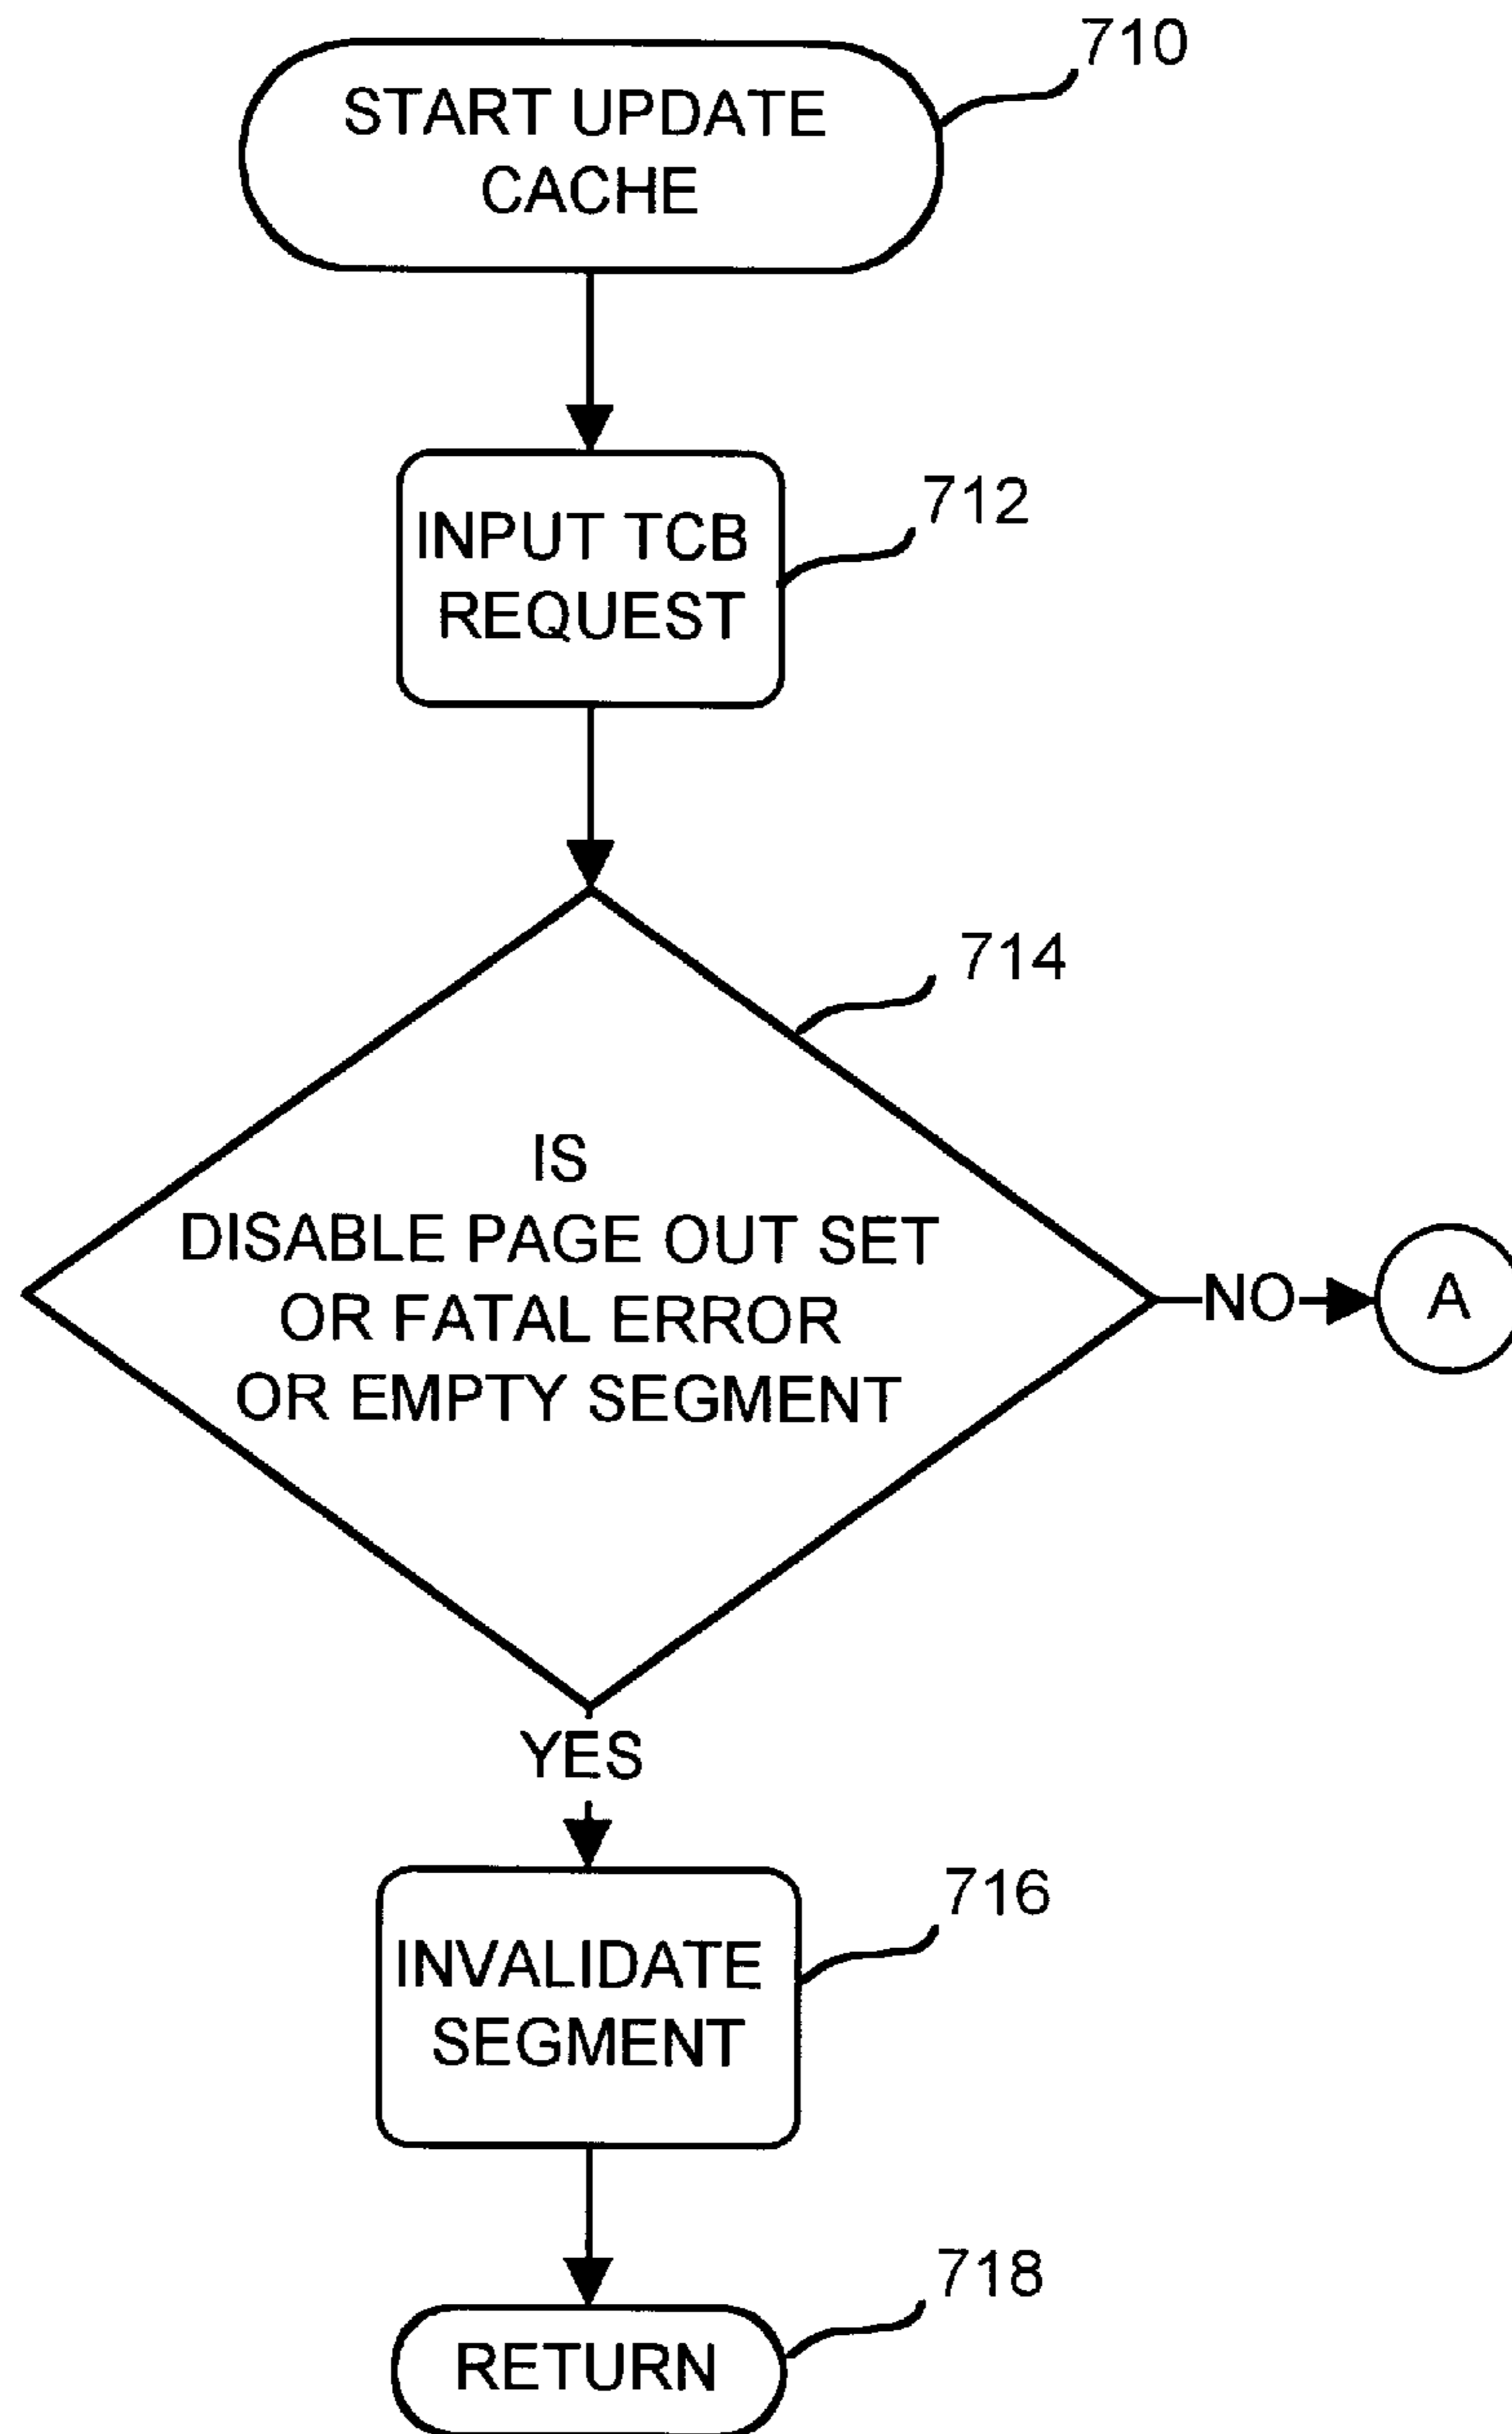 710
START UPDATE
CACHE
712
INPUT TCB
REQUEST
714
IS
DISABLE PAGE OUT SET
OR FATAL ERROR
OR EMPTY SEGMENT
NO
A
YES
716
INVALIDATE
SEGMENT
718
RETURN